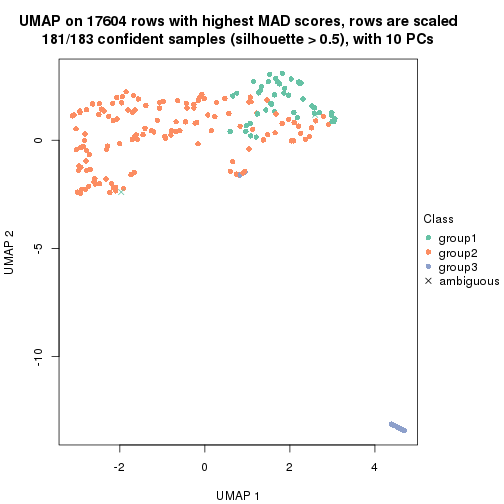 UMAP on 17604 rows with highest MAD scores, rows are scaled
181/183 confident samples (silhouette > 0.5), with 10 PCs
0
-5
-10
UMAP 2
-2
0
2
4
UMAP 1
Class
group1
group2
group3
ambiguous